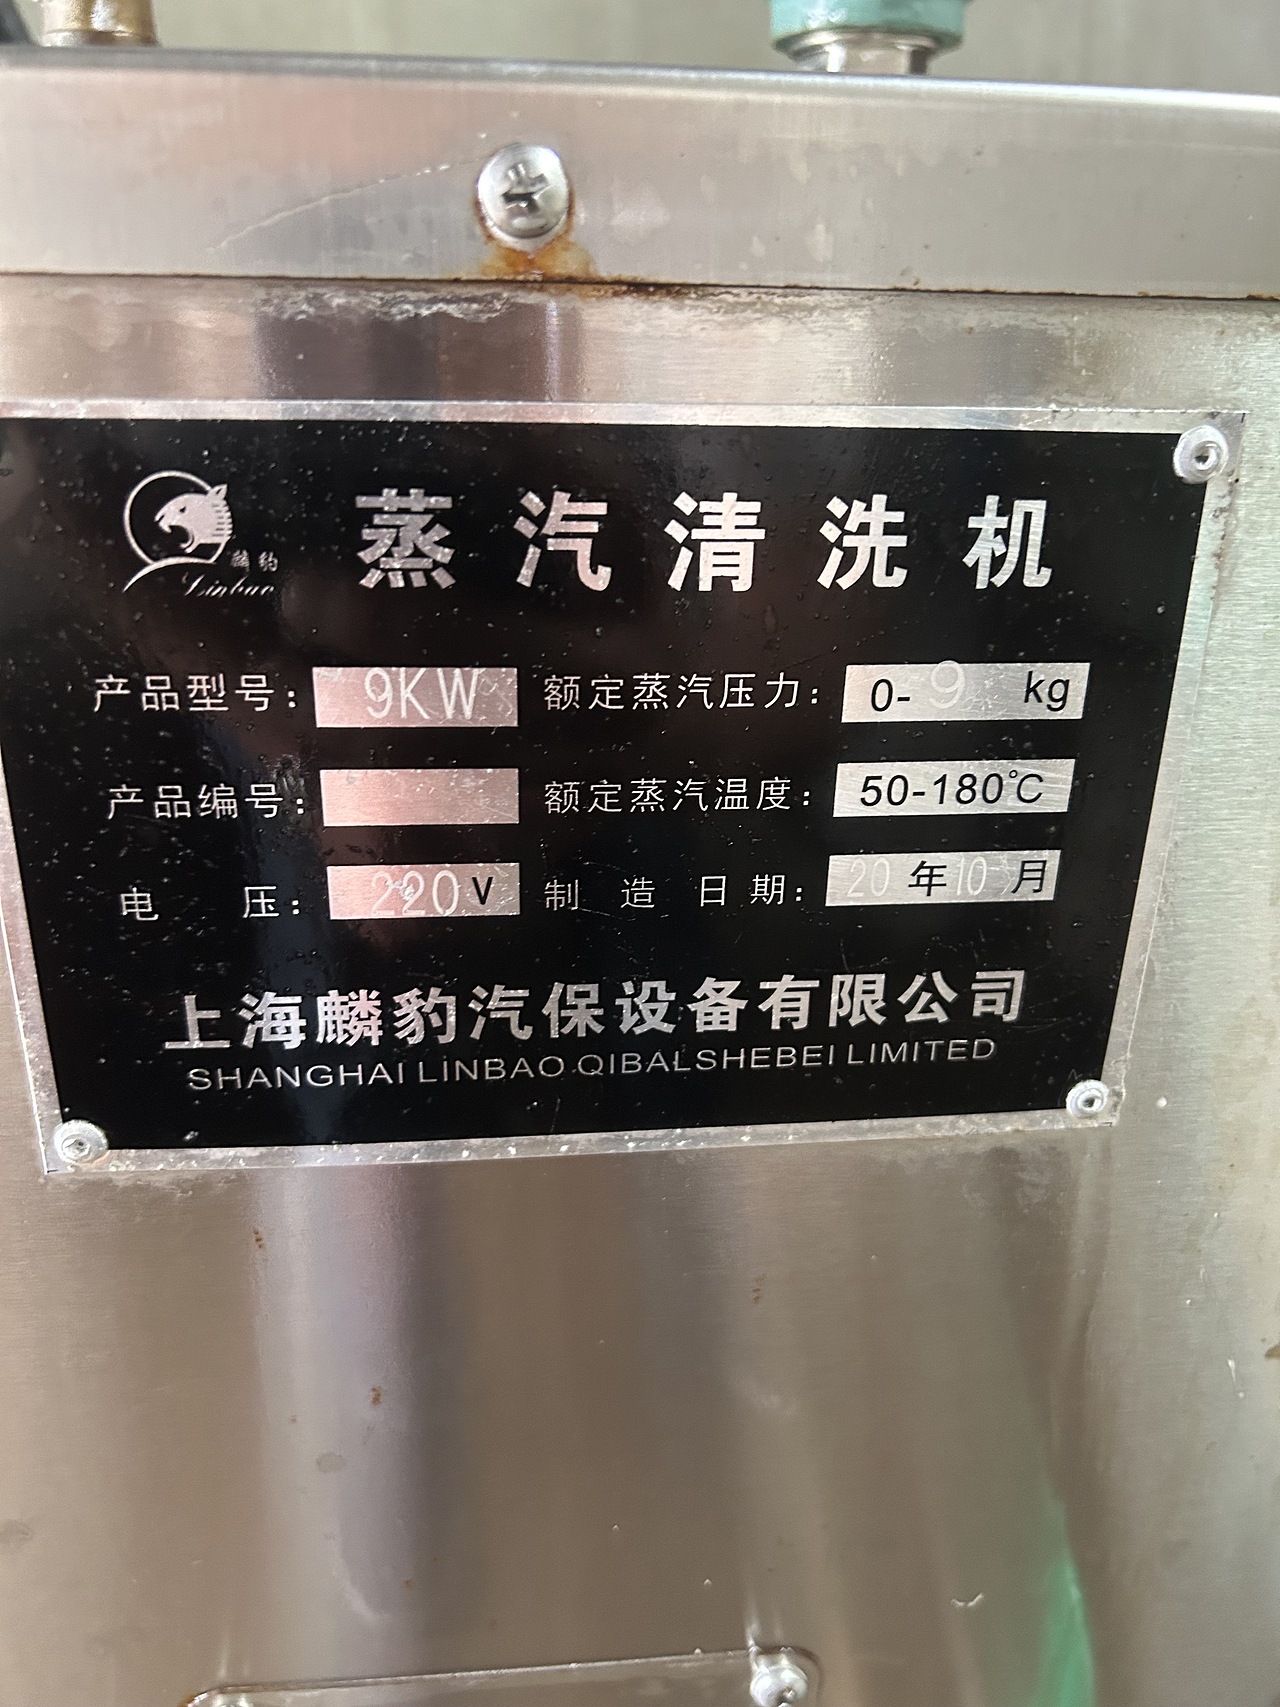 麟豹
Linbao
蒸汽清洗机
产品型号: 9KW 额定蒸汽压力: 0-9 kg
产品编号: 额定蒸汽温度: 50-180℃
电 压: 220V 制造日期: 20年10月
上海麟豹汽保设备有限公司
SHANGHAI LINBAO QIBALSHEBEI LIMITED